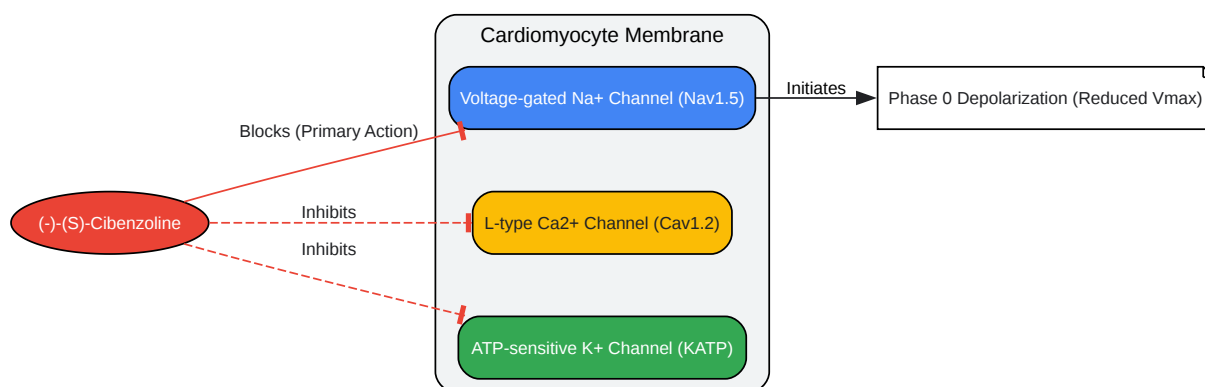 Cardiomyocyte Membrane
Voltage-gated Na+ Channel (Nav1.5)
Initiates
Phase 0 Depolarization (Reduced Vmax)
Blocks (Primary Action)
(-)-(S)-Cibenzoline
Inhibits
L-type Ca2+ Channel (Cav1.2)
Inhibits
ATP-sensitive K+ Channel (KATP)